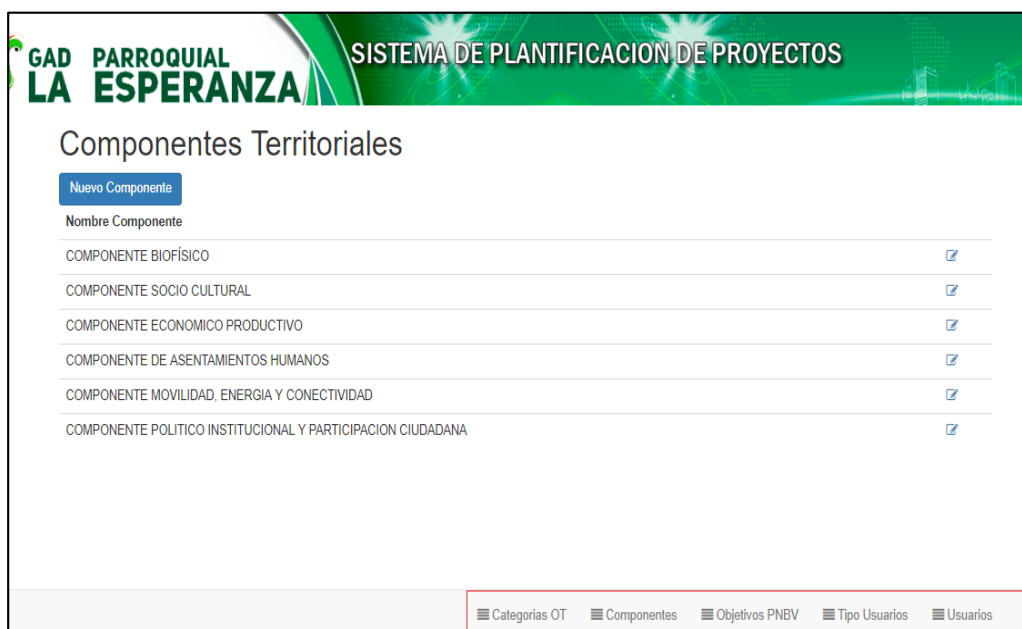 GAD PARROQUIAL
LA ESPERANZA
SISTEMA DE PLANTIFICACION DE PROYECTOS
Componentes Territoriales
Nuevo Componente
Nombre Componente
COMPONENTE BIOFÍSICO
COMPONENTE SOCIO CULTURAL
COMPONENTE ECONOMICO PRODUCTIVO
COMPONENTE DE ASENTAMIENTOS HUMANOS
COMPONENTE MOVILIDAD, ENERGIA Y CONECTIVIDAD
COMPONENTE POLITICO INSTITUCIONAL Y PARTICIPACION CIUDADANA
Categorias OT Componentes Objetivos PNBV Tipo Usuarios Usuarios